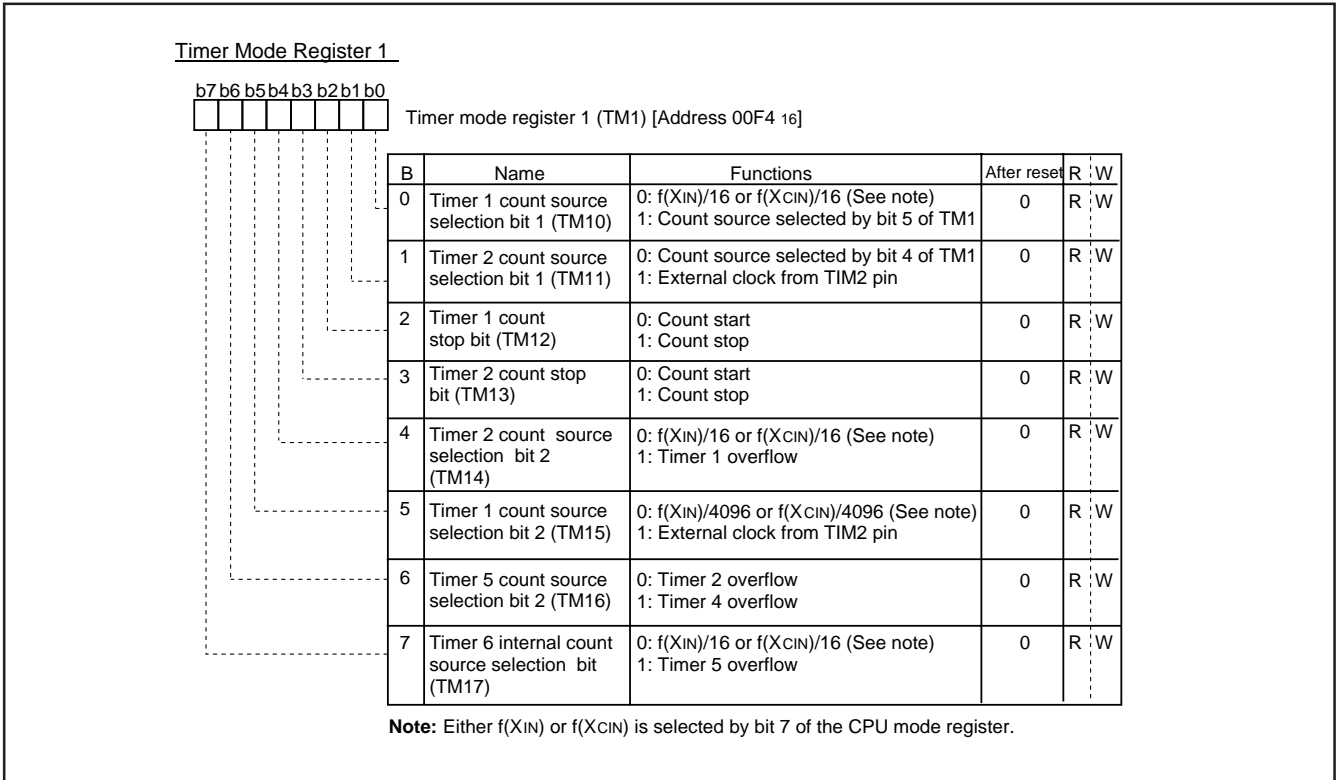 Timer Mode Register 1
b7 b6 b5 b4 b3 b2 b1 b0
Timer mode register 1 (TM1) [Address 00F4 16]
B Name Functions After reset R W
0 Timer 1 count source selection bit 1 (TM10) 0: f(XIN)/16 or f(XCIN)/16 (See note) 0 R W
1: Count source selected by bit 5 of TM1
1 Timer 2 count source selection bit 1 (TM11) 0: Count source selected by bit 4 of TM1 0 R W
1: External clock from TIM2 pin
2 Timer 1 count stop bit (TM12) 0: Count start 0 R W
1: Count stop
3 Timer 2 count stop bit (TM13) 0: Count start 0 R W
1: Count stop
4 Timer 2 count source selection bit 2 (TM14) 0: f(XIN)/16 or f(XCIN)/16 (See note) 0 R W
1: Timer 1 overflow
5 Timer 1 count source selection bit 2 (TM15) 0: f(XIN)/4096 or f(XCIN)/4096 (See note) 0 R W
1: External clock from TIM2 pin
6 Timer 5 count source selection bit 2 (TM16) 0: Timer 2 overflow 0 R W
1: Timer 4 overflow
7 Timer 6 internal count source selection bit (TM17) 0: f(XIN)/16 or f(XCIN)/16 (See note) 0 R W
1: Timer 5 overflow
Note: Either f(XIN) or f(XCIN) is selected by bit 7 of the CPU mode register.